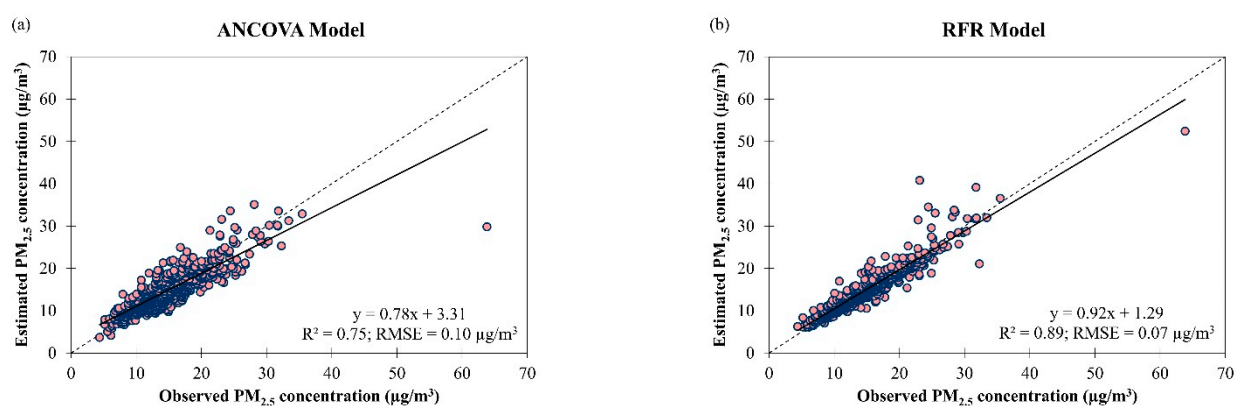 (a)
ANCOVA Model
Estimated PM2.5 concentration (µg/m³)
70
60
50
40
30
20
10
0
y = 0.78x + 3.31
R² = 0.75; RMSE = 0.10 µg/m³
0 10 20 30 40 50 60 70
Observed PM2.5 concentration (µg/m³)
(b)
RFR Model
Estimated PM2.5 concentration (µg/m³)
70
60
50
40
30
20
10
0
y = 0.92x + 1.29
R² = 0.89; RMSE = 0.07 µg/m³
0 10 20 30 40 50 60 70
Observed PM2.5 concentration (µg/m³)